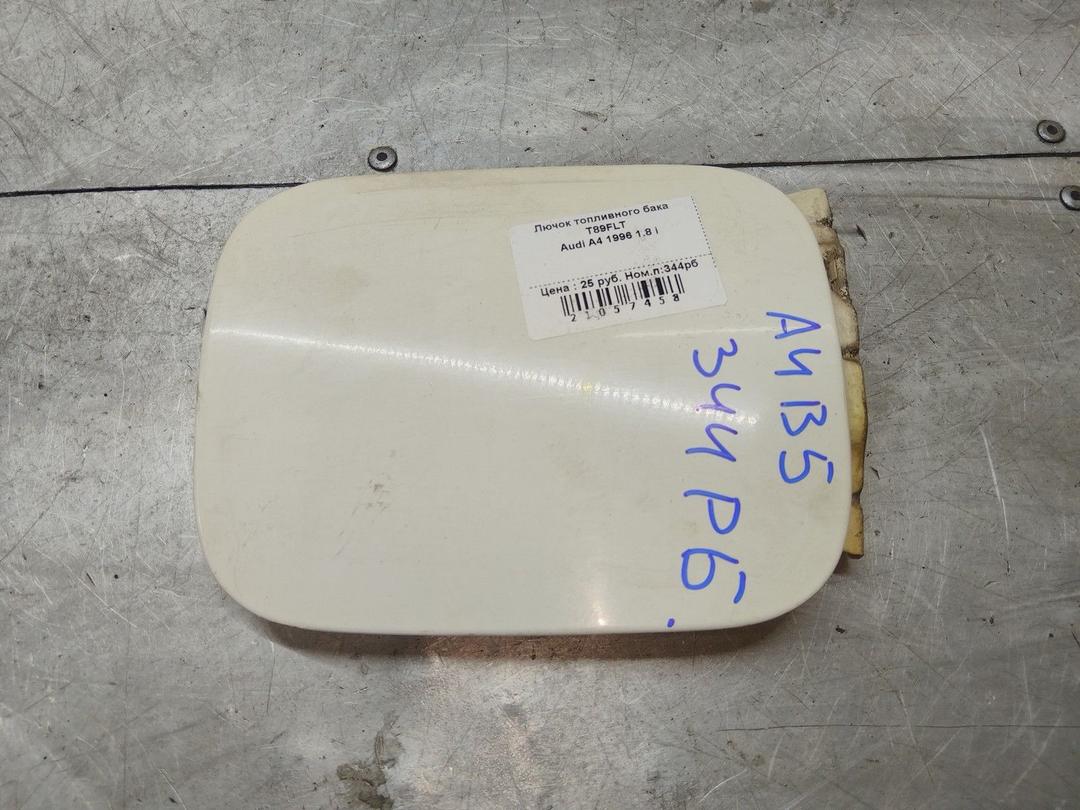 Лючок топливного бака
T89FLT
Audi A4 1996 1,8 i
Цена : 25 руб. Ном.п:344рб
21057458
A4 B5
344 РБ.